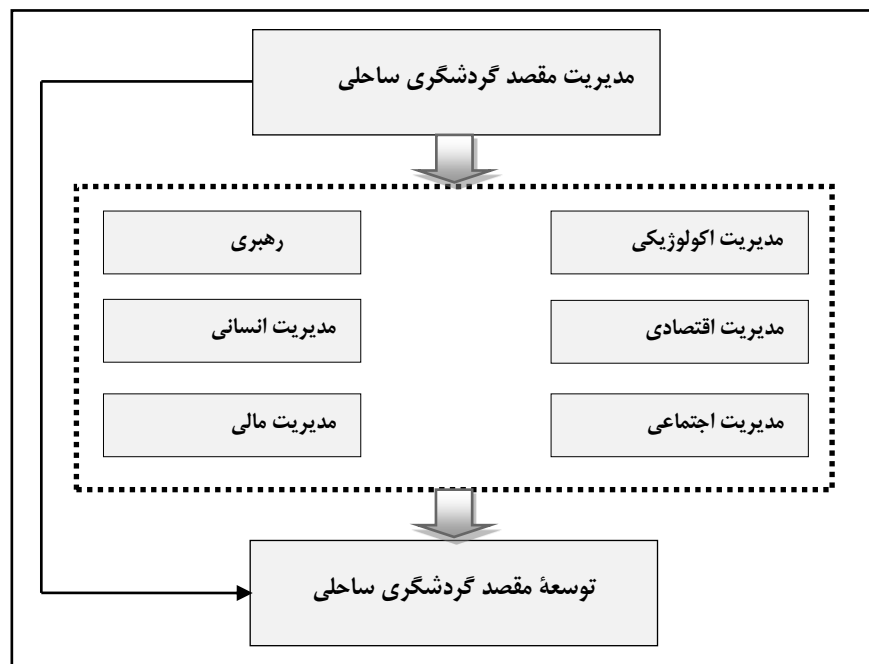 مدیریت مقصد گردشگری ساحلی
مدیریت اکولوژیکی
رهبری
مدیریت اقتصادی
مدیریت انسانی
مدیریت اجتماعی
مدیریت مالی
توسعهٔ مقصد گردشگری ساحلی